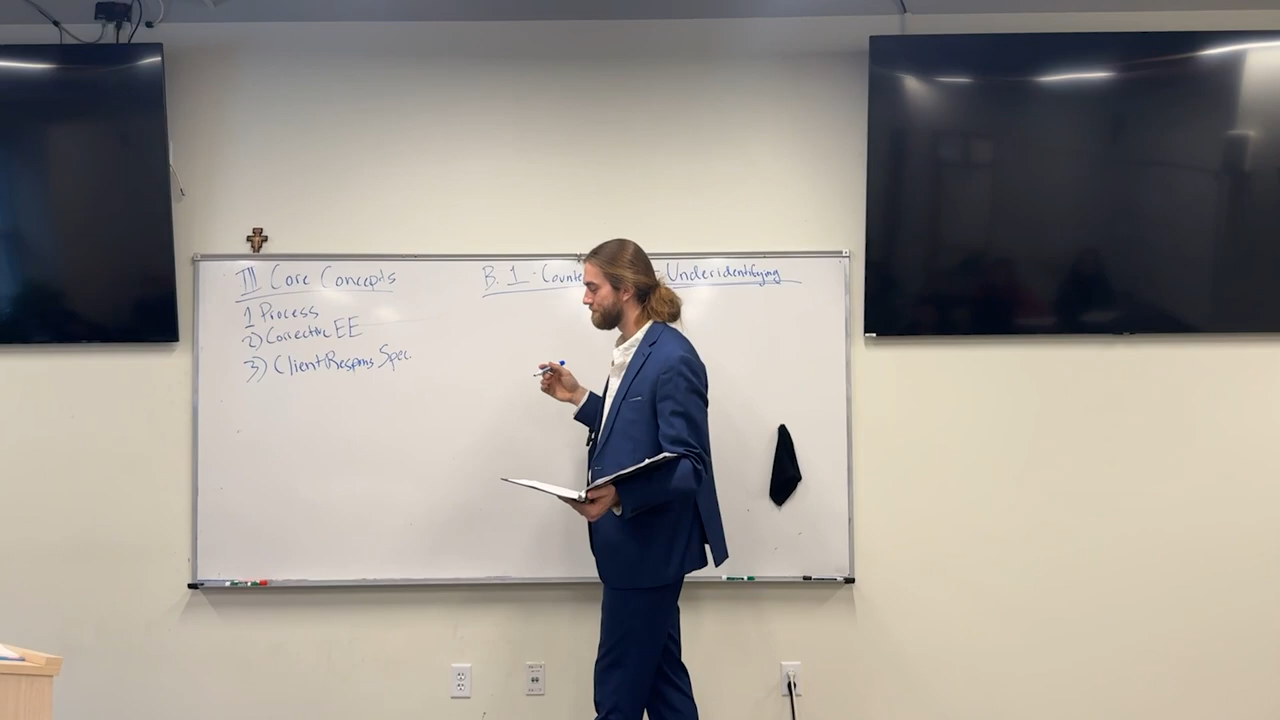 III Core Concepts
1 Process
2) Corrective EE
3) Client Respons Spec.
B. 1 - Counte Underidentifying